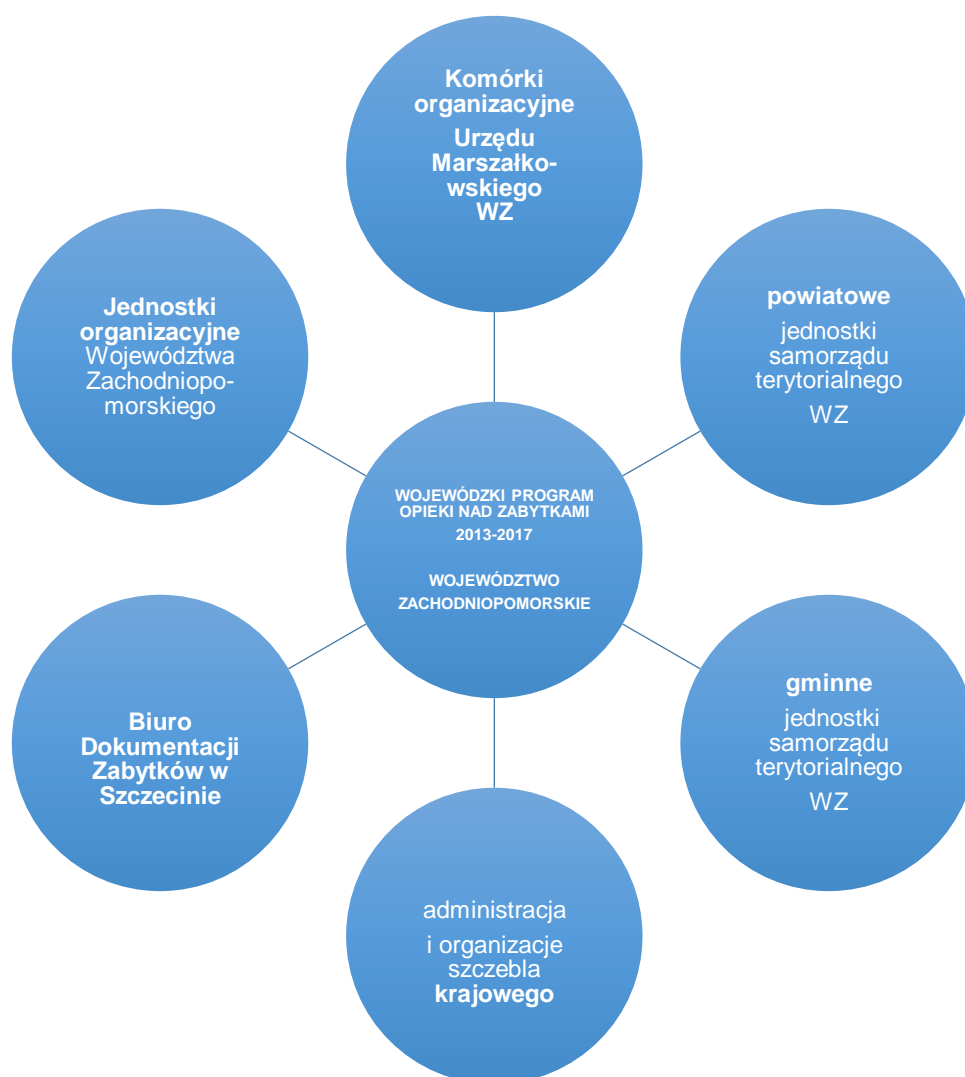 Komórki
organizacyjne
Urzędu
Marszałko-
wskiego
WZ
powiatowe
jednostki
samorządu
terytorialnego
WZ
gminne
jednostki
samorządu
terytorialnego
WZ
administracja
i organizacje
szczebla
krajowego
Biuro
Dokumentacji
Zabytków w
Szczecinie
Jednostki
organizacyjne
Województwa
Zachodniopo-
morskiego
WOJEWÓDZKI PROGRAM
OPIEKI NAD ZABYTKAMI
2013-2017
WOJEWÓDZTWO
ZACHODNIOPOMORSKIE